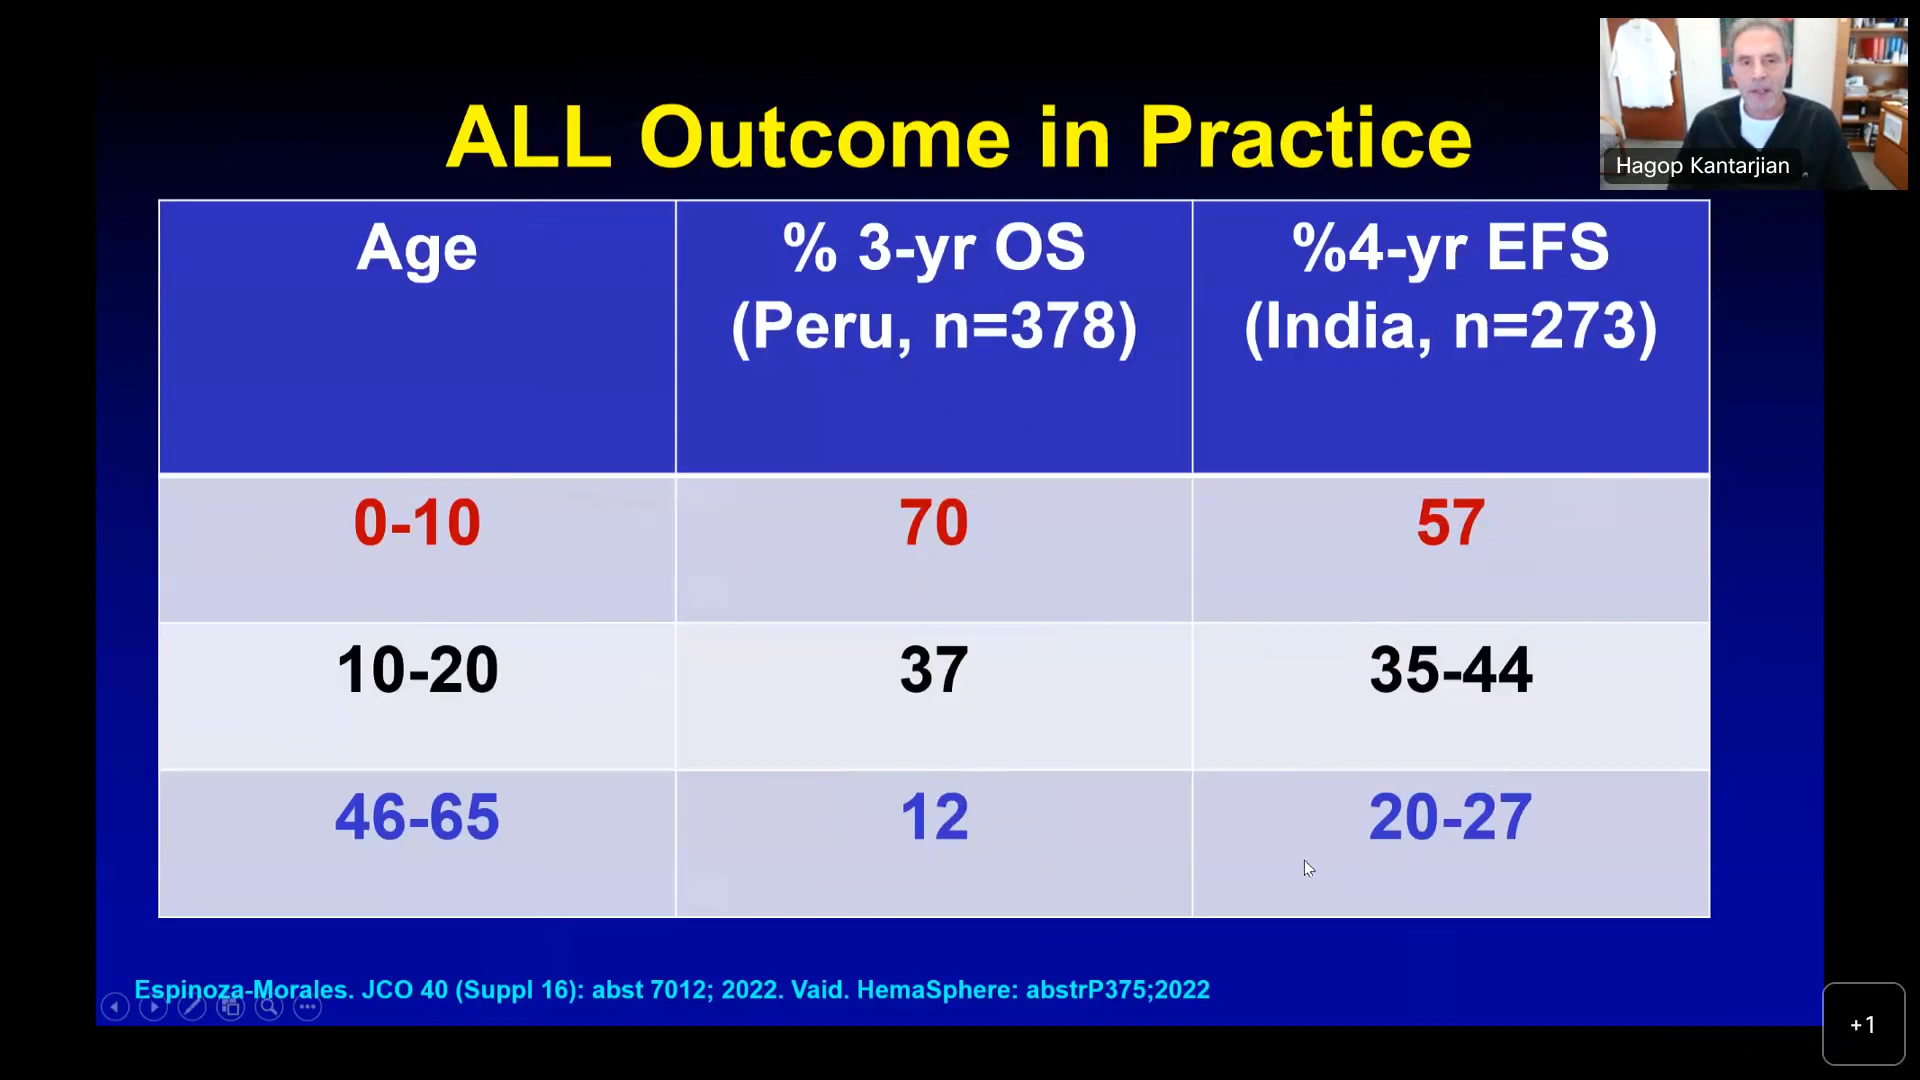 ALL Outcome in Practice
Hagop Kantarjian
Age
% 3-yr OS
(Peru, n=378)
%4-yr EFS
(India, n=273)
0-10
70
57
10-20
37
35-44
46-65
12
20-27
Espinoza-Morales. JCO 40 (Suppl 16): abst 7012; 2022. Vaid. HemaSphere: abstrP375;2022
+1